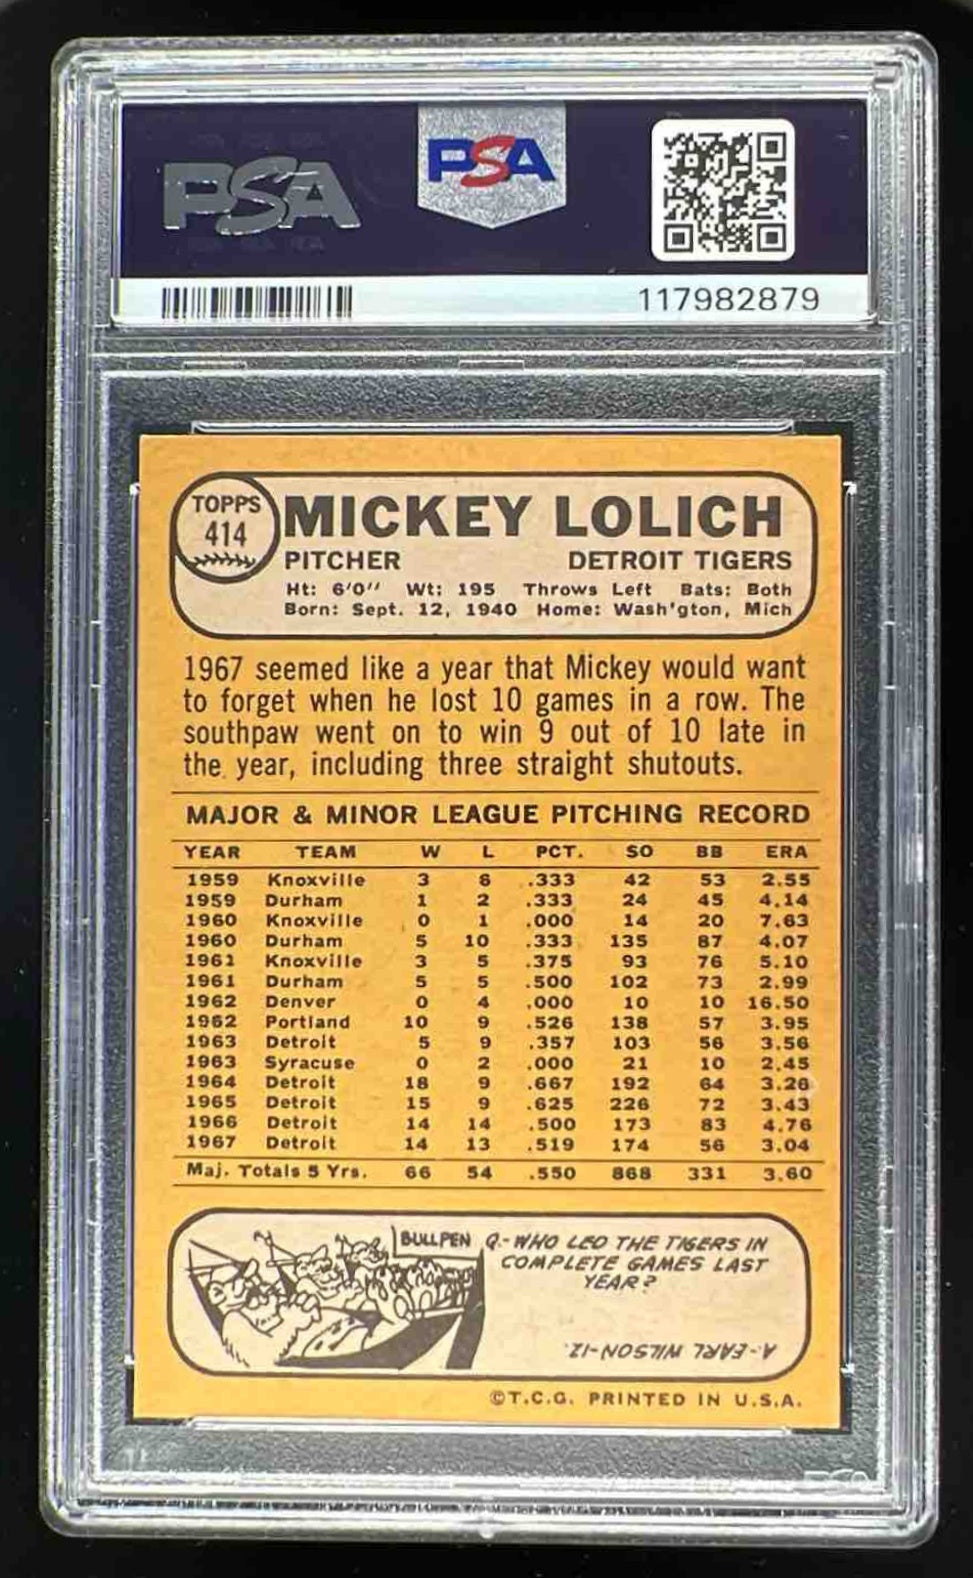 PSA PSA
117982879
TOPPS
414
MICKEY LOLICH
PITCHER DETROIT TIGERS
Ht: 6'0" Wt: 195 Throws Left Bats: Both
Born: Sept. 12, 1940 Home: Wash'gton, Mich
1967 seemed like a year that Mickey would want
to forget when he lost 10 games in a row. The
southpaw went on to win 9 out of 10 late in
the year, including three straight shutouts.
MAJOR & MINOR LEAGUE PITCHING RECORD
YEAR TEAM W L PCT. SO BB ERA
1959 Knoxville 3 6 .333 42 53 2.55
1959 Durham 1 2 .333 24 45 4.14
1960 Knoxville 0 1 .000 14 20 7.63
1960 Durham 5 10 .333 135 87 4.07
1961 Knoxville 3 5 .375 93 76 5.10
1961 Durham 5 5 .500 102 73 2.99
1962 Denver 0 4 .000 10 10 16.50
1962 Portland 10 9 .526 138 57 3.95
1963 Detroit 5 9 .357 103 56 3.56
1963 Syracuse 0 2 .000 21 10 2.45
1964 Detroit 18 9 .667 192 64 3.26
1965 Detroit 15 9 .625 226 72 3.43
1966 Detroit 14 14 .500 173 83 4.76
1967 Detroit 14 13 .519 174 56 3.04
Maj. Totals 5 Yrs. 66 54 .550 868 331 3.60
BULLPEN
Q.-WHO LED THE TIGERS IN
COMPLETE GAMES LAST
YEAR?
A.-EARL WILSON-12.
©T.C.G. PRINTED IN U.S.A.